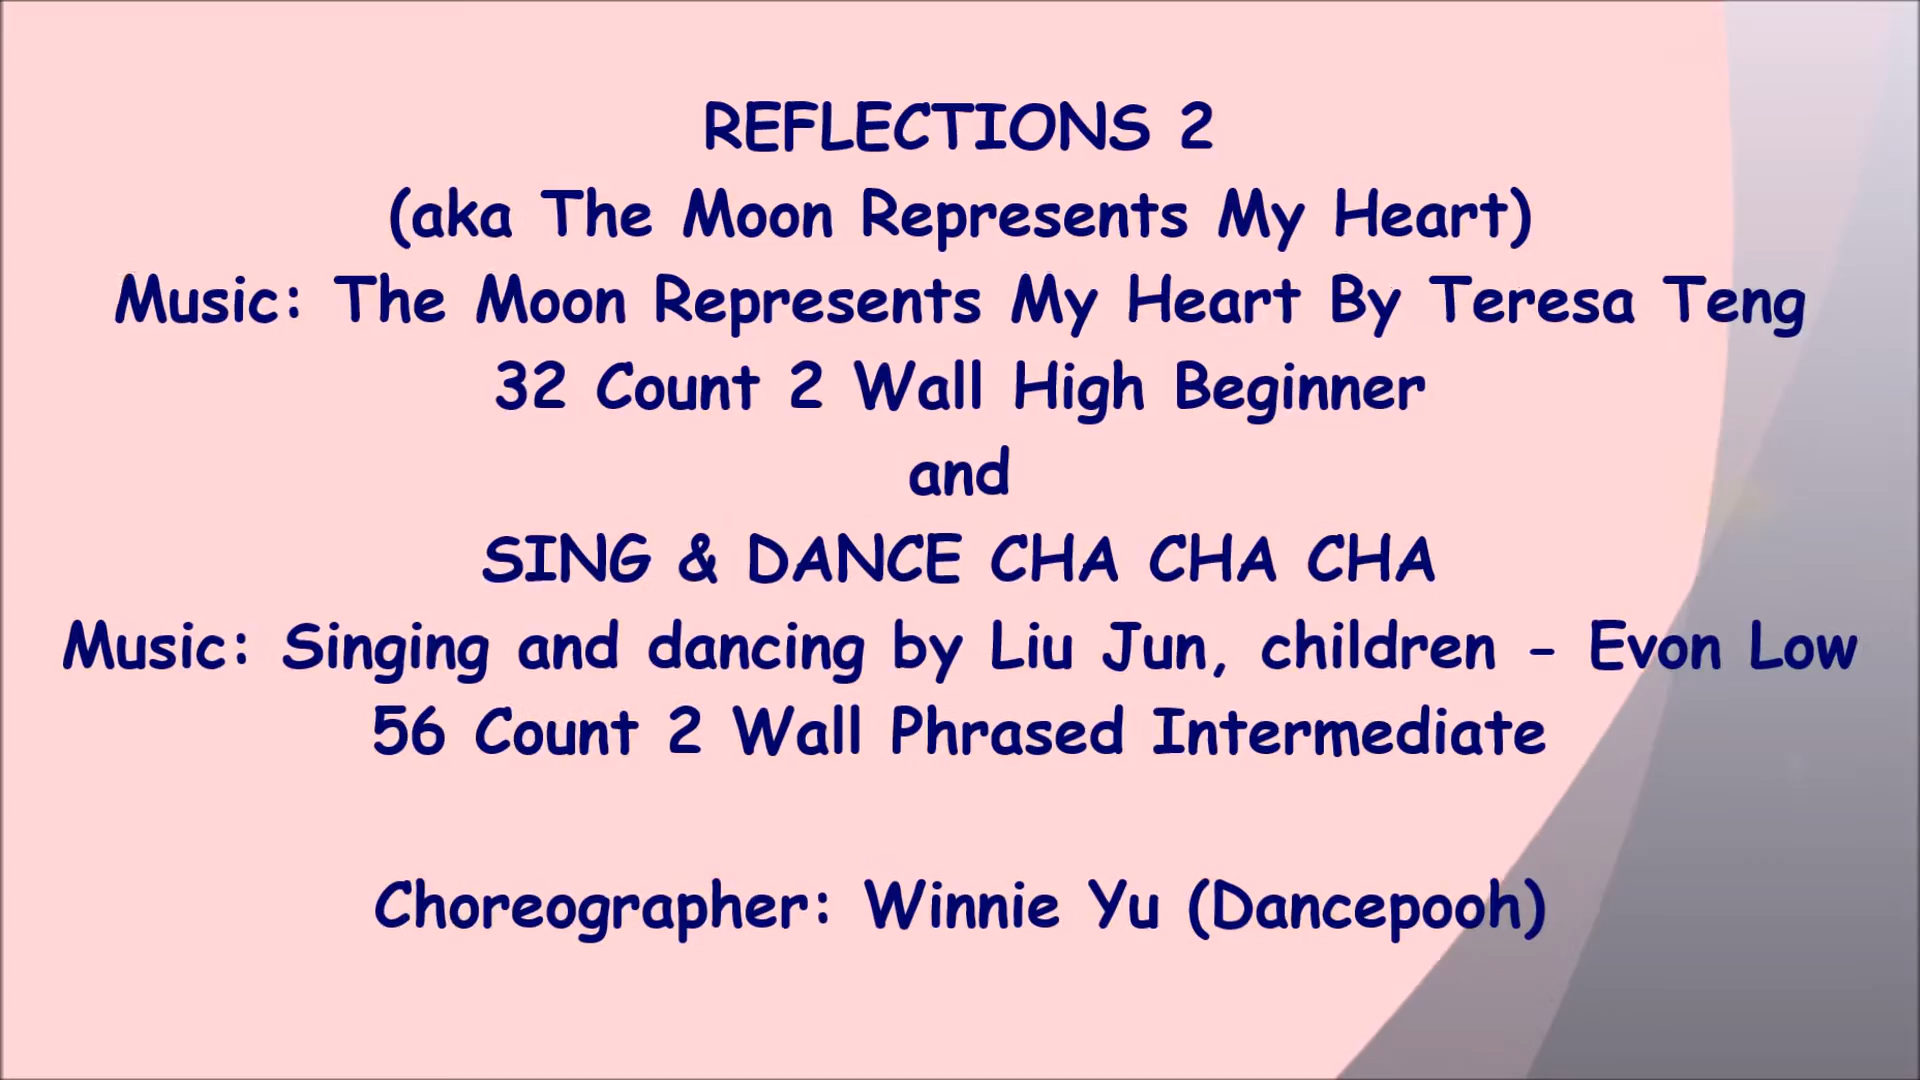 REFLECTIONS 2
(aka The Moon Represents My Heart)
Music: The Moon Represents My Heart By Teresa Teng
32 Count 2 Wall High Beginner
and
SING & DANCE CHA CHA CHA
Music: Singing and dancing by Liu Jun, children - Evon Low
56 Count 2 Wall Phrased Intermediate
Choreographer: Winnie Yu (Dancepooh)